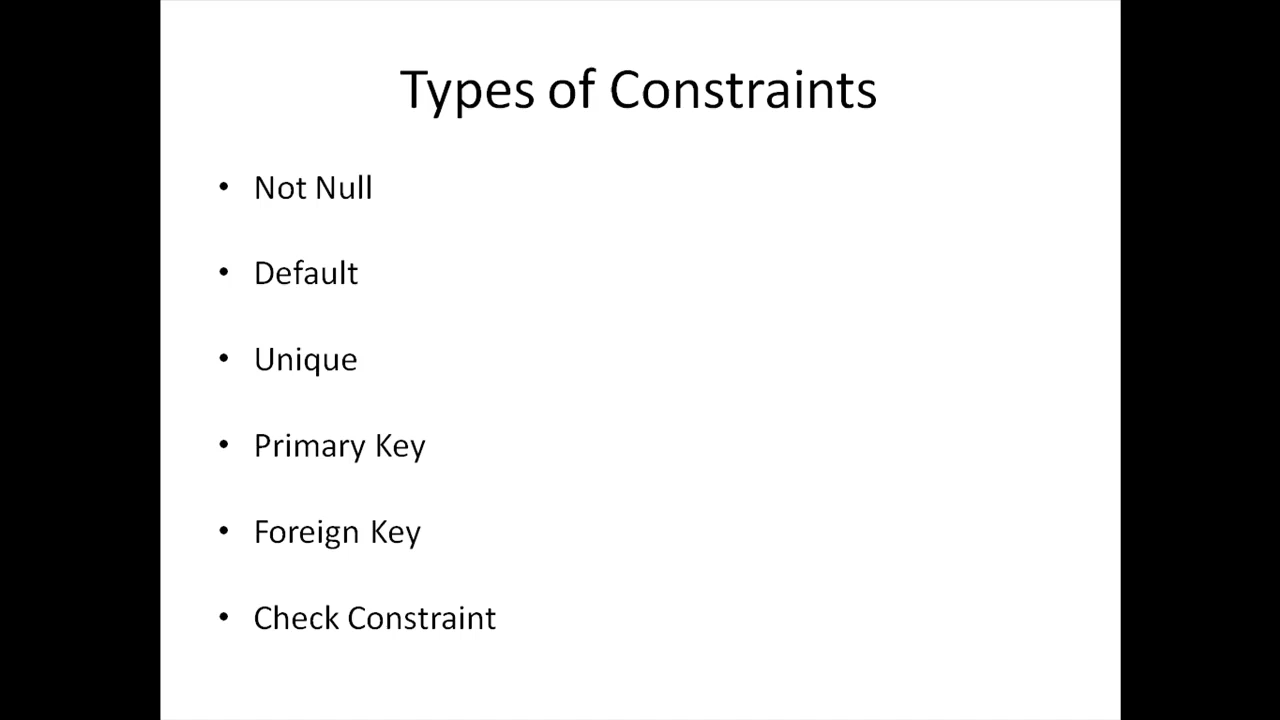 Types of Constraints
• Not Null
• Default
• Unique
• Primary Key
• Foreign Key
• Check Constraint